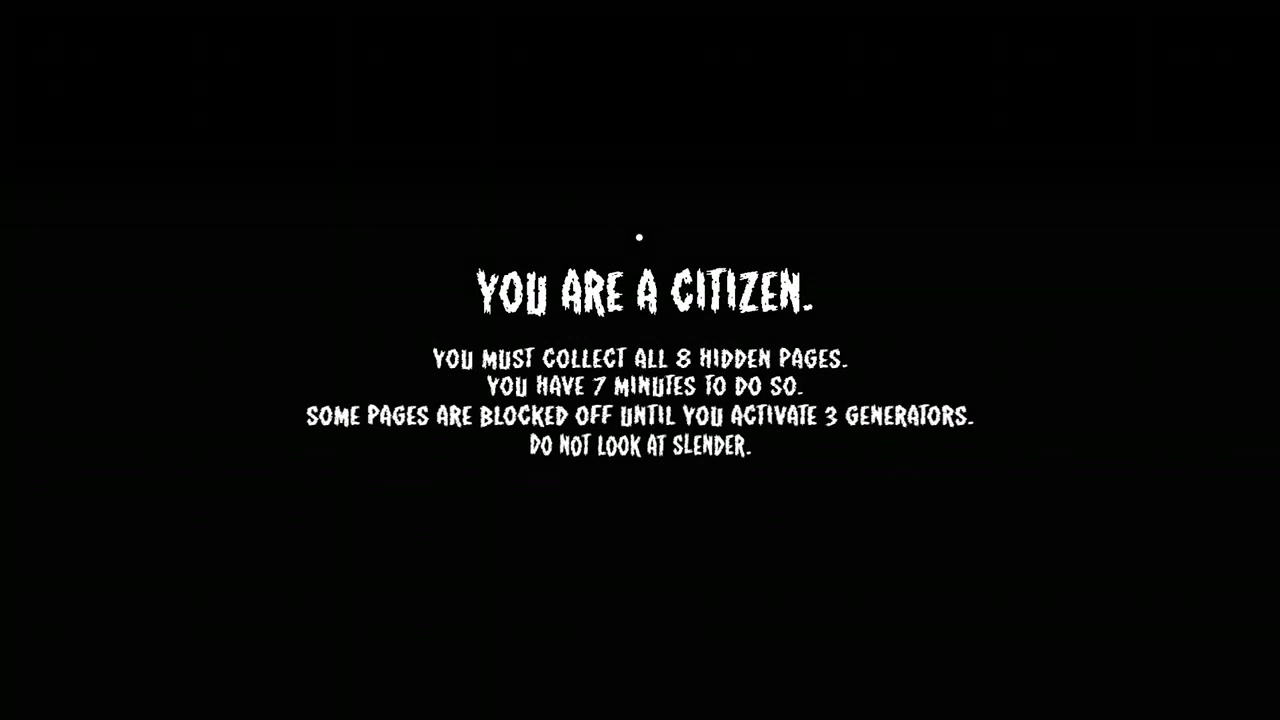 YOU ARE A CITIZEN.
YOU MUST COLLECT ALL 8 HIDDEN PAGES.
YOU HAVE 7 MINUTES TO DO SO.
SOME PAGES ARE BLOCKED OFF UNTIL YOU ACTIVATE 3 GENERATORS.
DO NOT LOOK AT SLENDER.